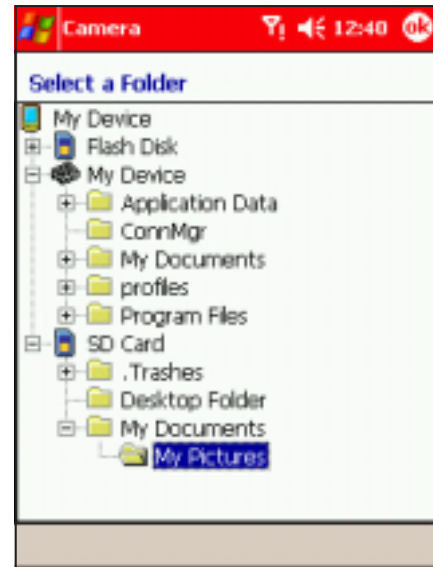 Camera 12:40 ok
Select a Folder
My Device
Flash Disk
My Device
Application Data
ConnMgr
My Documents
profiles
Program Files
SD Card
.Trashes
Desktop Folder
My Documents
My Pictures